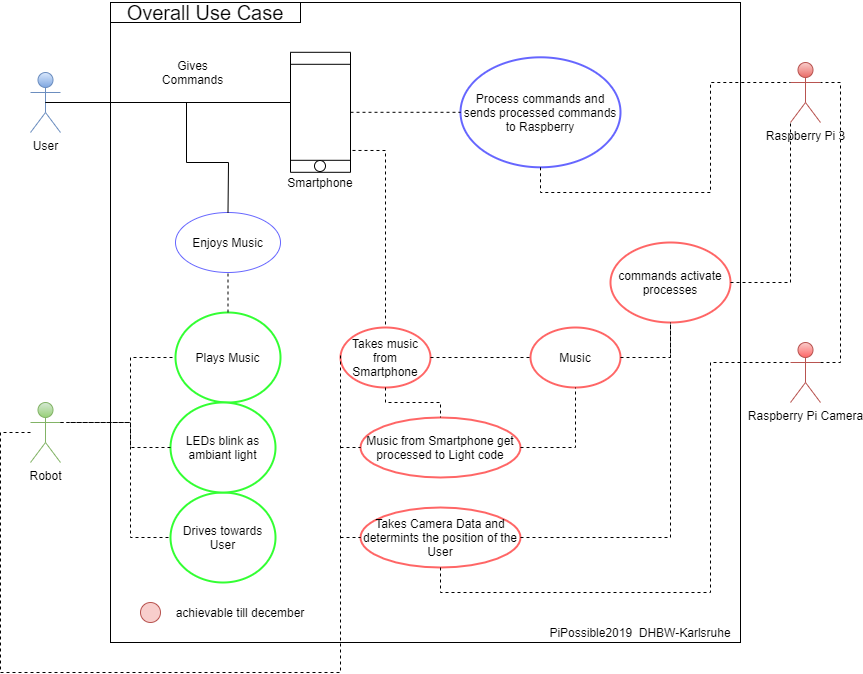 Overall Use Case
Gives
Commands
User
Smartphone
Process commands and
sends processed commands
to Raspberry
Raspberry Pi 3
Enjoys Music
commands activate
processes
Plays Music
Takes music
from
Smartphone
Music
Raspberry Pi Camera
Robot
LEDs blink as
ambiant light
Music from Smartphone get
processed to Light code
Drives towards
User
Takes Camera Data and
determints the position of the
User
achievable till december
PiPossible2019 DHBW-Karlsruhe